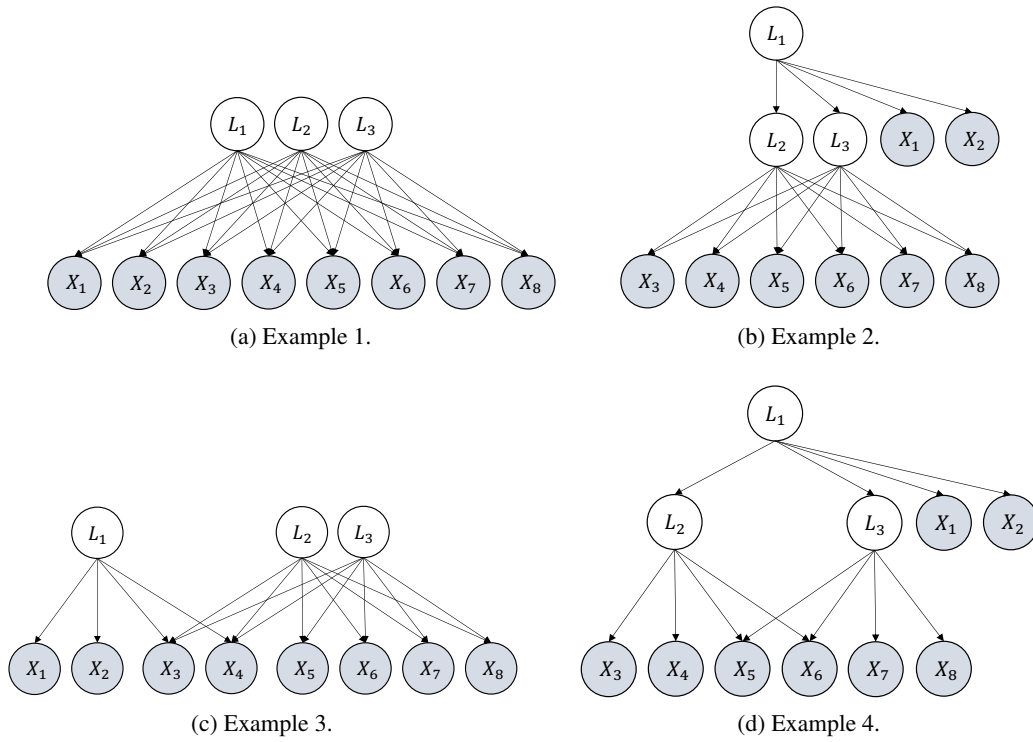 L₁ L₂ L₃
X₁ X₂ X₃ X₄ X₅ X₆ X₇ X₈
(a) Example 1.
L₁
L₂ L₃ X₁ X₂
X₃ X₄ X₅ X₆ X₇ X₈
(b) Example 2.
L₁ L₂ L₃
X₁ X₂ X₃ X₄ X₅ X₆ X₇ X₈
(c) Example 3.
L₁
L₂ L₃ X₁ X₂
X₃ X₄ X₅ X₆ X₇ X₈
(d) Example 4.